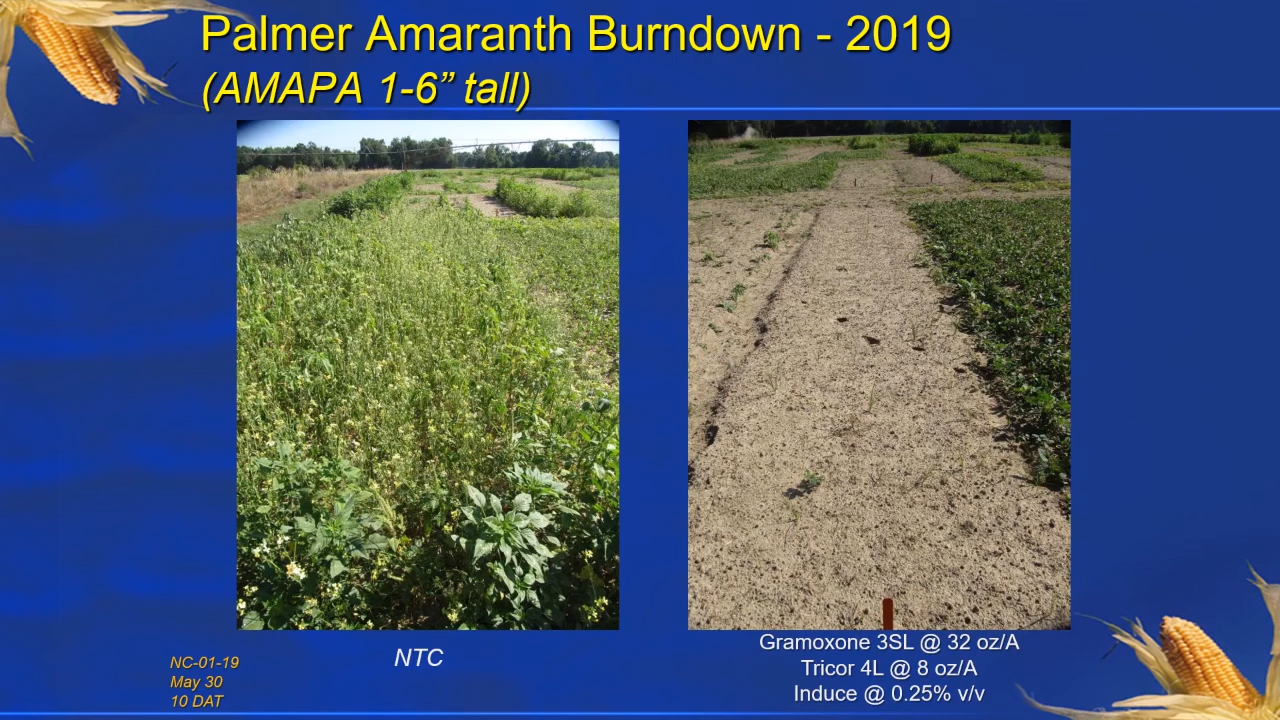 Palmer Amaranth Burndown - 2019
(AMAPA 1-6” tall)
NTC
Gramoxone 3SL @ 32 oz/A
Tricor 4L @ 8 oz/A
Induce @ 0.25% v/v
NC-01-19
May 30
10 DAT